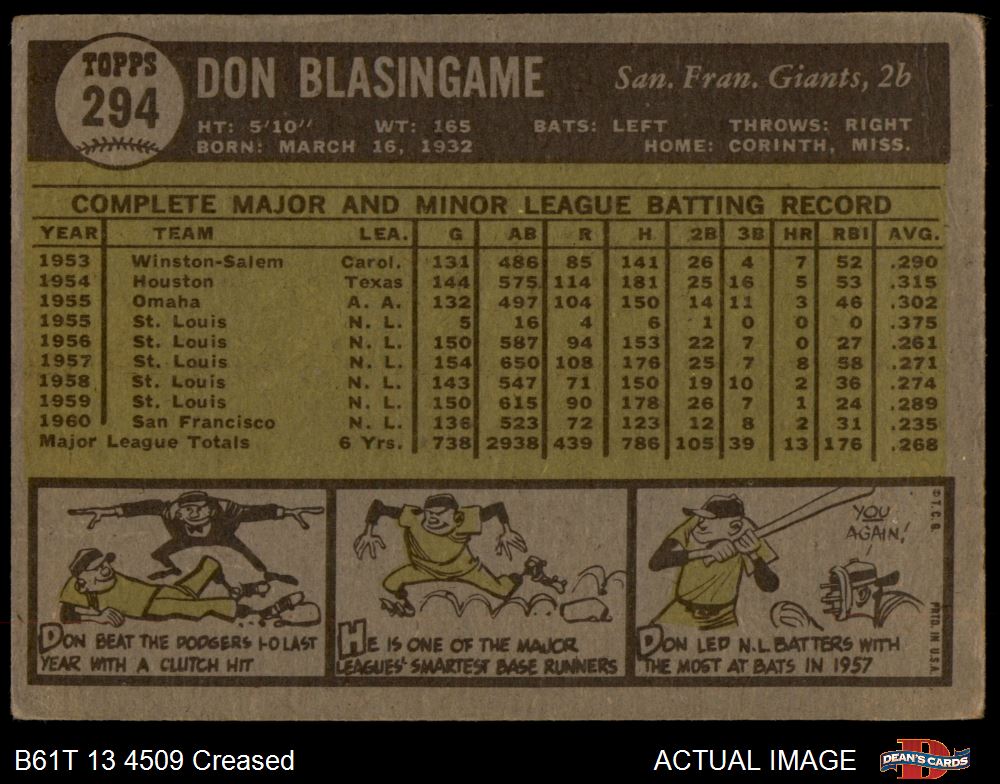 TOPPS
294
DON BLASINGAME
San. Fran. Giants, 2b
HT: 5'10" WT: 165 BATS: LEFT THROWS: RIGHT
BORN: MARCH 16, 1932 HOME: CORINTH, MISS.
COMPLETE MAJOR AND MINOR LEAGUE BATTING RECORD
YEAR TEAM LEA. G AB R H 2B 3B HR RBI AVG.
1953 Winston-Salem Carol. 131 486 85 141 26 4 7 52 .290
1954 Houston Texas 144 575 114 181 25 16 5 53 .315
1955 Omaha A. A. 132 497 104 150 14 11 3 46 .302
1955 St. Louis N. L. 5 16 4 6 1 0 0 0 .375
1956 St. Louis N. L. 150 587 94 153 22 7 0 27 .261
1957 St. Louis N. L. 154 650 108 176 25 7 8 58 .271
1958 St. Louis N. L. 143 547 71 150 19 10 2 36 .274
1959 St. Louis N. L. 150 615 90 178 26 7 1 24 .289
1960 San Francisco N. L. 136 523 72 123 12 8 2 31 .235
Major League Totals 6 Yrs. 738 2938 439 786 105 39 13 176 .268
DON BEAT THE DODGERS 1-0 LAST
YEAR WITH A CLUTCH HIT
HE IS ONE OF THE MAJOR
LEAGUES' SMARTEST BASE RUNNERS
YOU
AGAIN!
DON LED N.L. BATTERS WITH
THE MOST AT BATS IN 1957
© T. C. G.
PRTD. IN U.S.A.
B61T 13 4509 Creased
ACTUAL IMAGE
D
DEAN'S CARDS